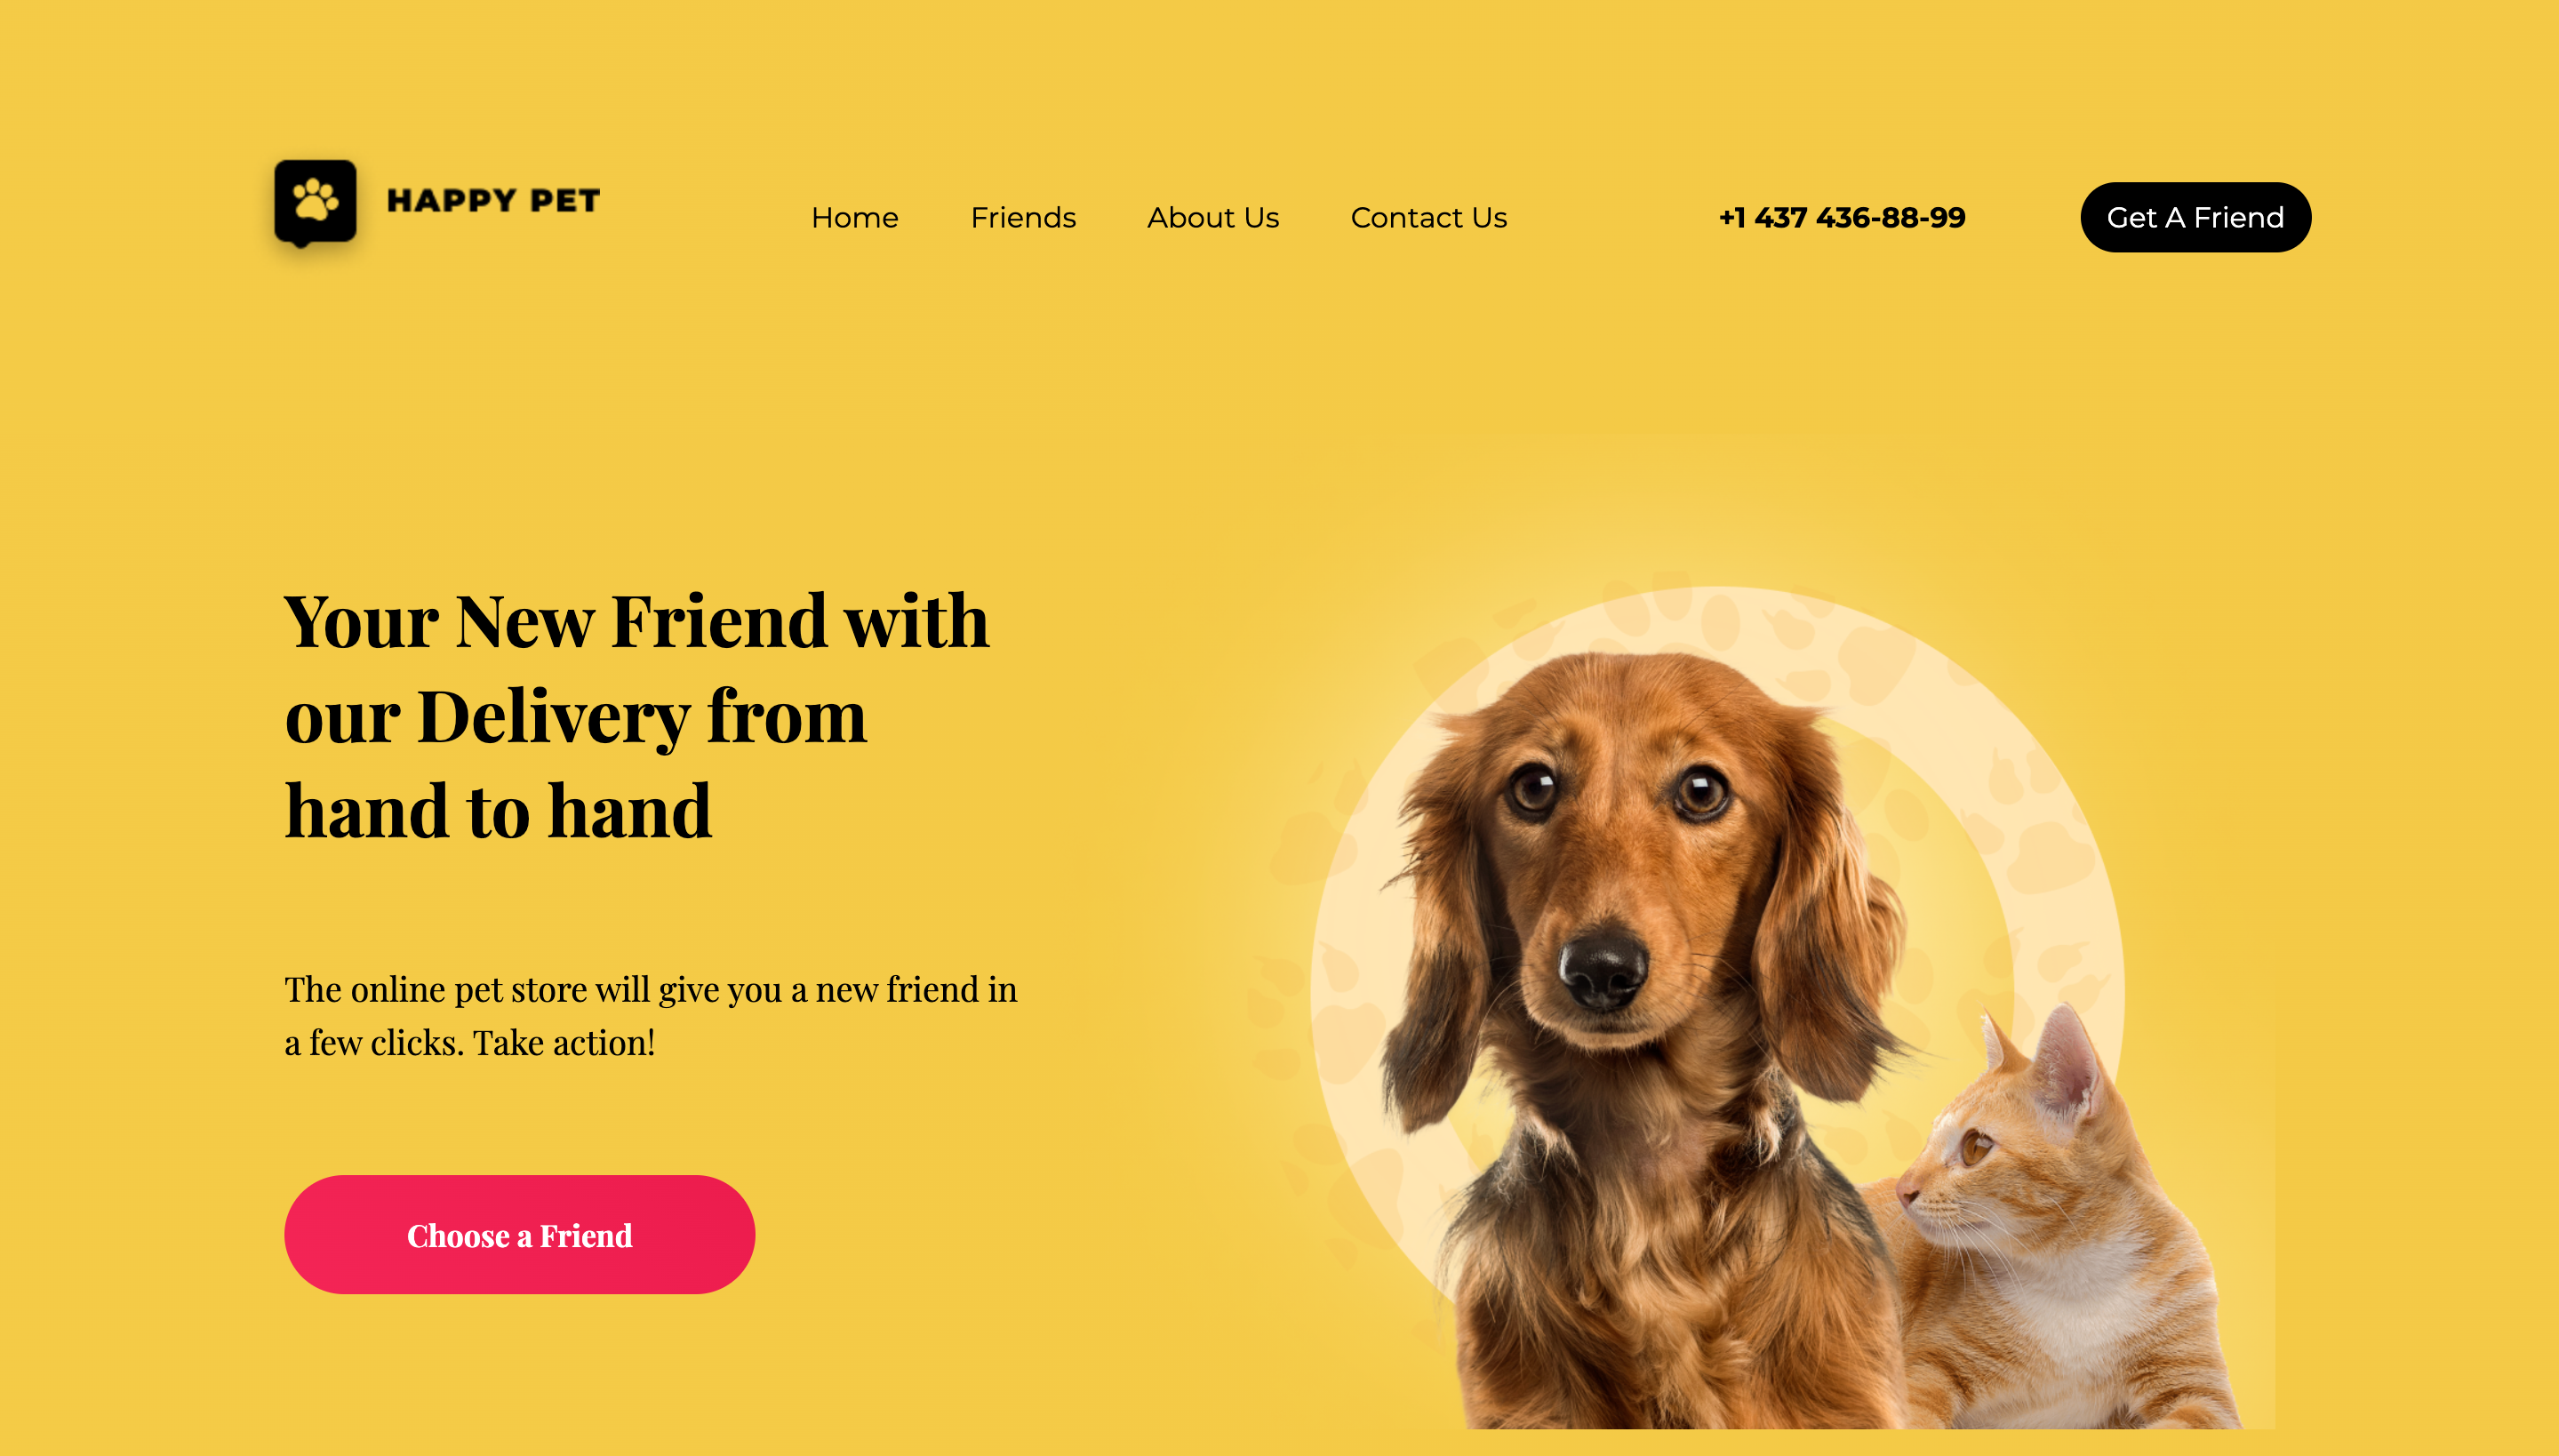 HAPPY PET
Home Friends About Us Contact Us +1 437 436-88-99 Get A Friend
Your New Friend with
our Delivery from
hand to hand
The online pet store will give you a new friend in
a few clicks. Take action!
Choose a Friend